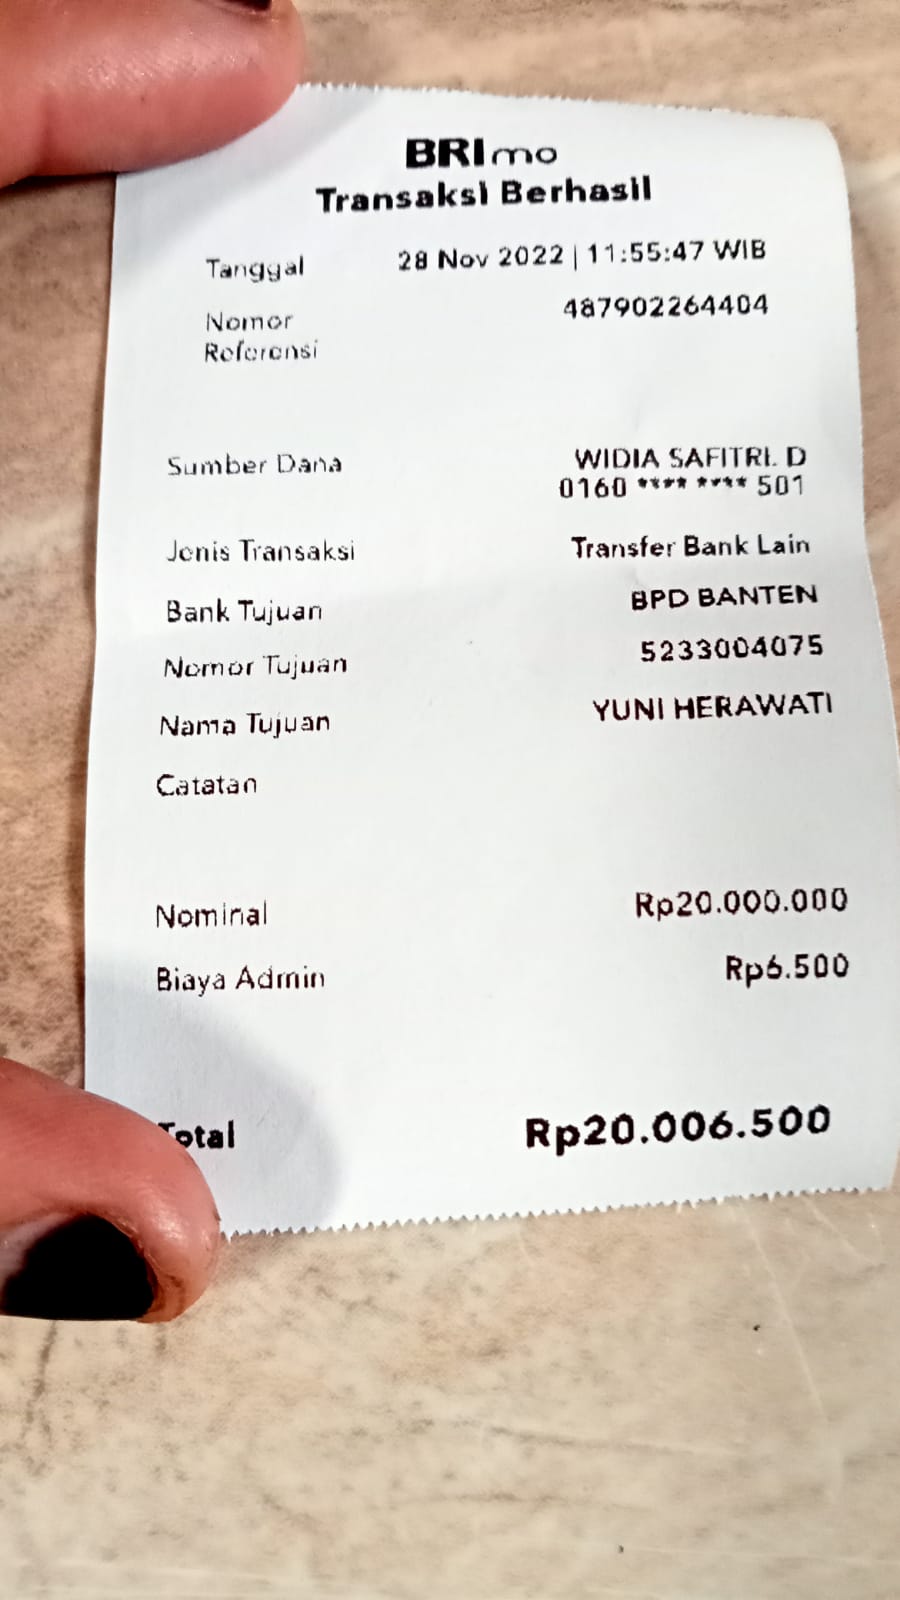 BRImo
Transaksi Berhasil
Tanggal 28 Nov 2022 | 11:55:47 WIB
Nomor Referensi 487902264404
Sumber Dana WIDIA SAFITRI. D
0160 **** **** 501
Jenis Transaksi Transfer Bank Lain
Bank Tujuan BPD BANTEN
Nomor Tujuan 5233004075
Nama Tujuan YUNI HERAWATI
Catatan
Nominal Rp20.000.000
Biaya Admin Rp6.500
Total Rp20.006.500